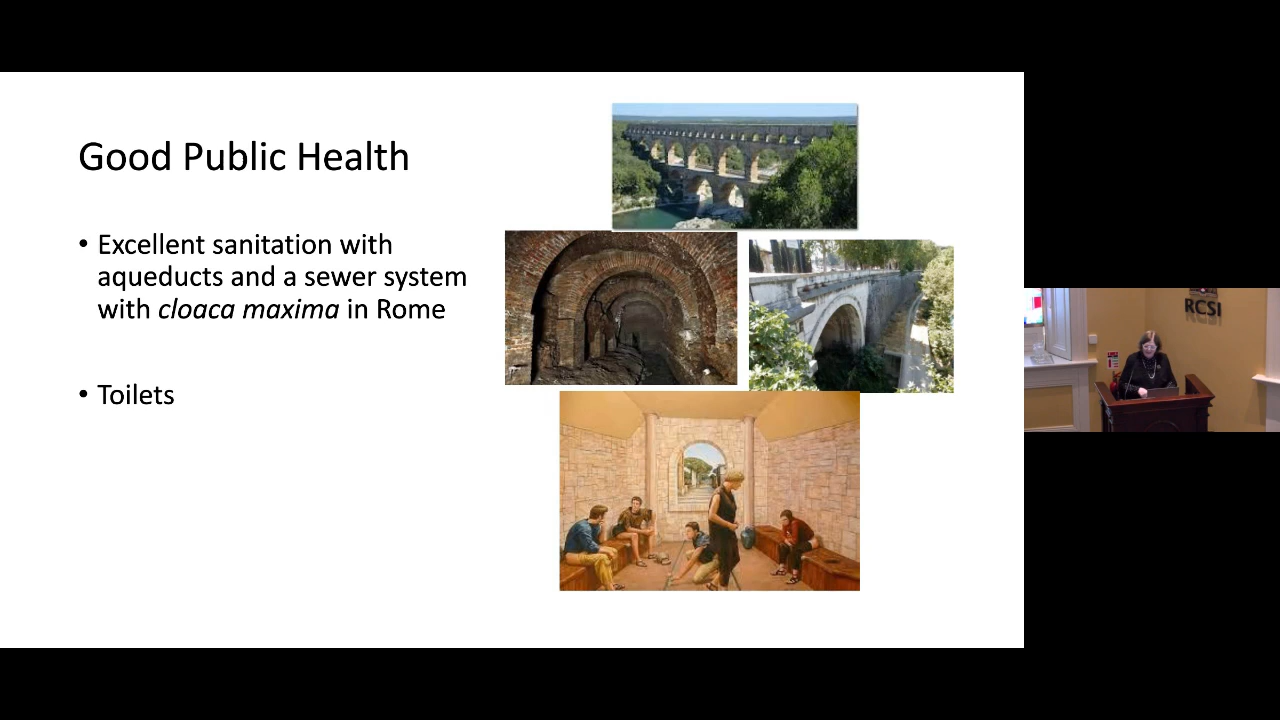 Good Public Health
• Excellent sanitation with
aqueducts and a sewer system
with cloaca maxima in Rome
• Toilets
RCSI